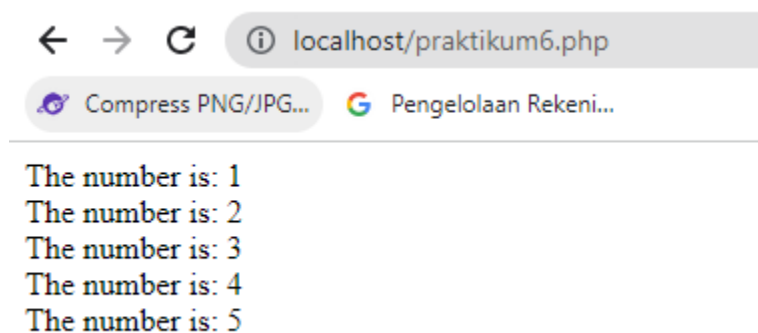 localhost/praktikum6.php
Compress PNG/JPG... Pengelolaan Rekeni...
The number is: 1
The number is: 2
The number is: 3
The number is: 4
The number is: 5